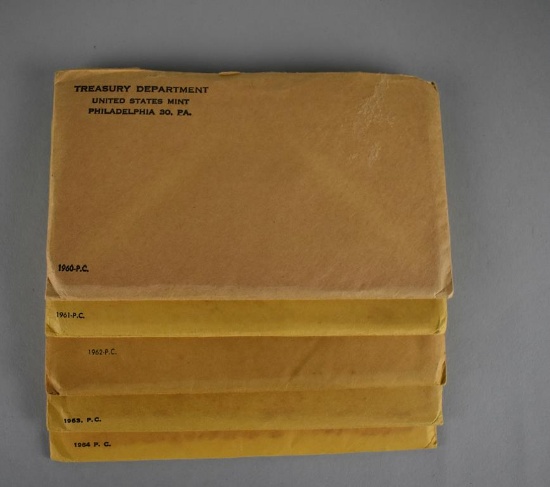 TREASURY DEPARTMENT
UNITED STATES MINT
PHILADELPHIA 30, PA.
1960-P.C.
1961-P.C.
1962-P.C.
1963. P.C.
1964 P. C.